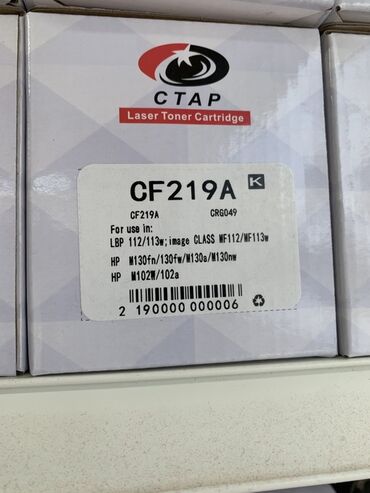 CTAP
Laser Toner Cartridge
CF219A K
CF219A CRG049
For use in:
LBP 112/113w;image CLASS MF112/MF113w
HP M130fn/130fw/M130a/M130nw
HP M102W/102a
2 190000 000006